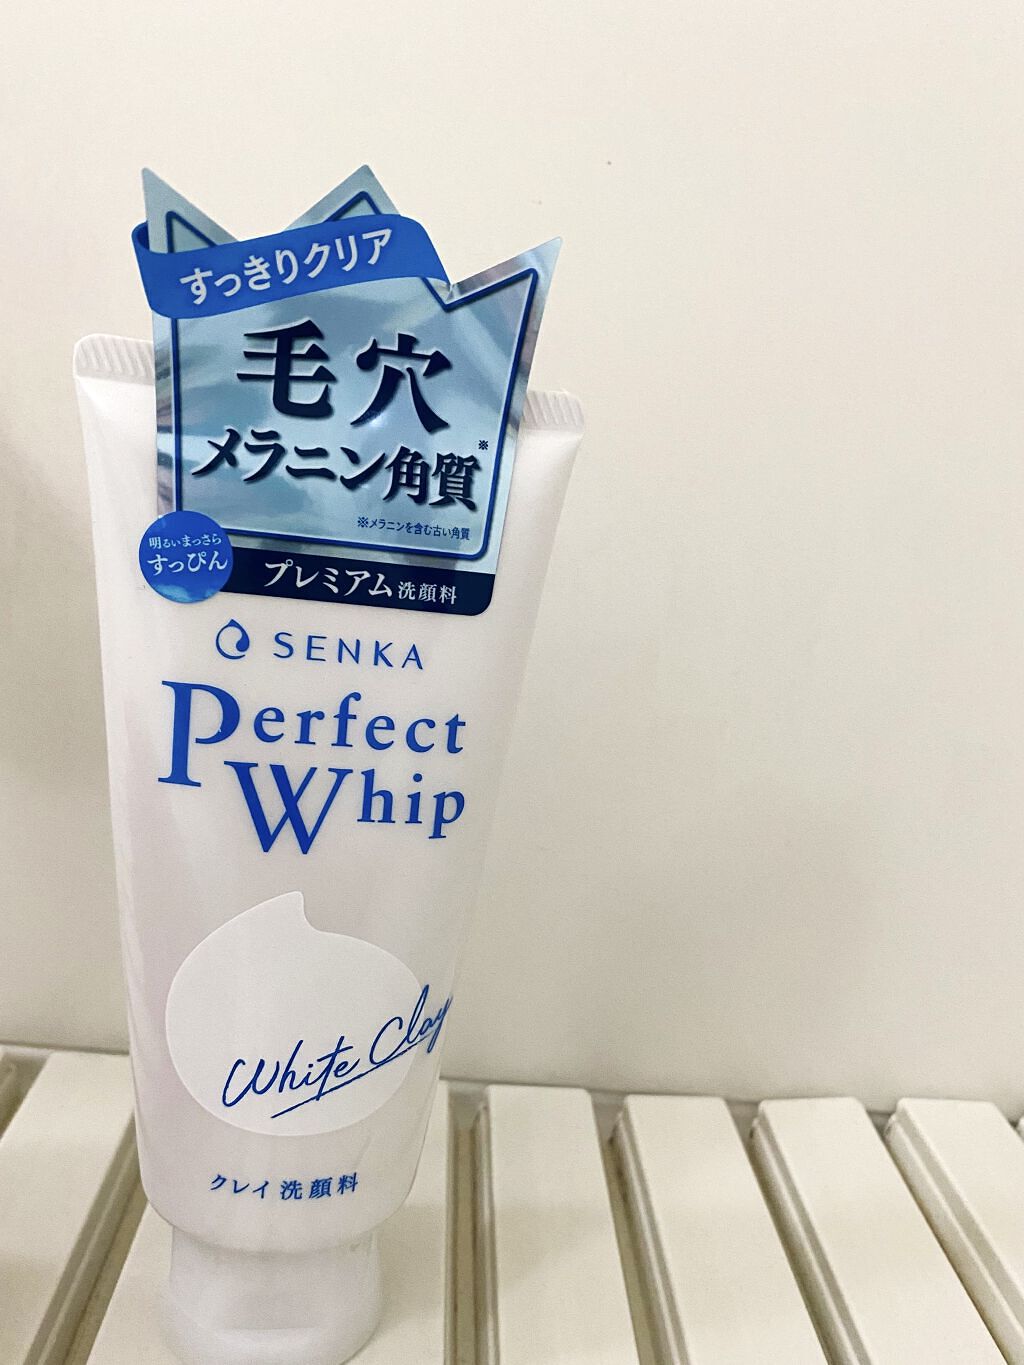 すっきりクリア
毛穴
メラニン角質※
※メラニンを含む古い角質
明るいまっさら
すっぴん
プレミアム洗顔料
SENKA
Perfect
Whip
White Clay
クレイ洗顔料